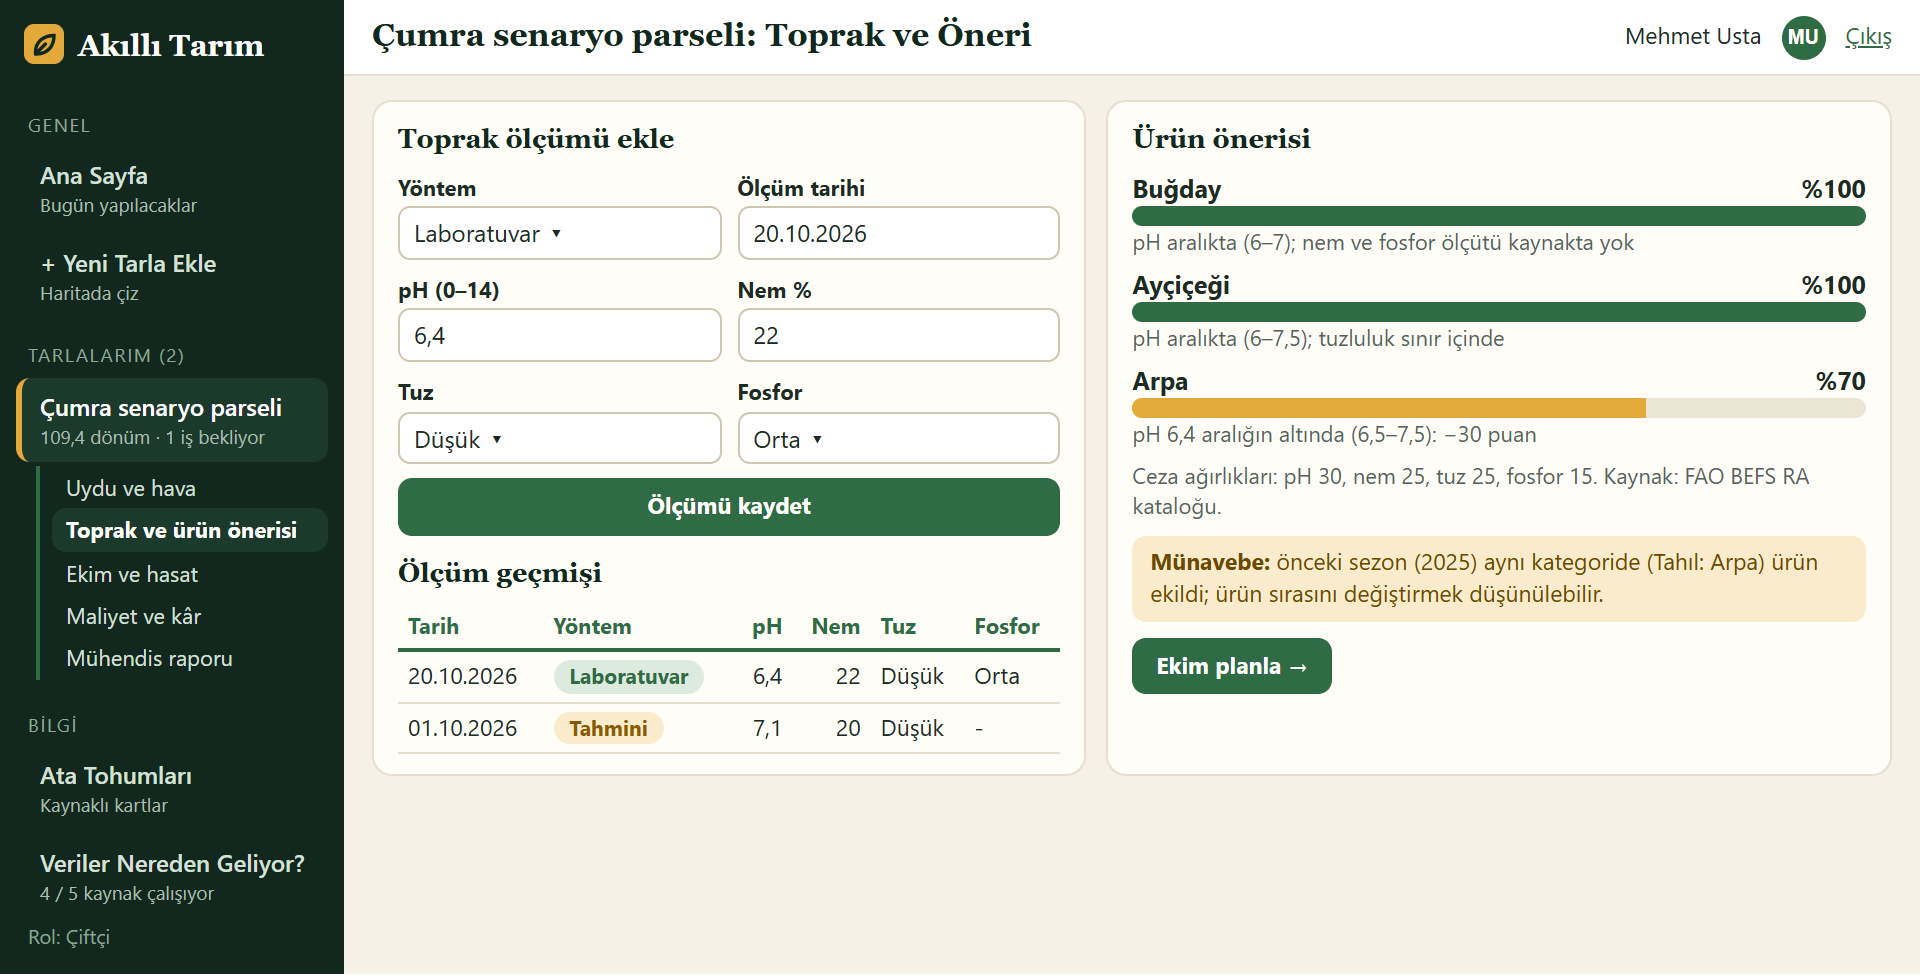 Akıllı Tarım
GENEL
Ana Sayfa
Bugün yapılacaklar
+ Yeni Tarla Ekle
Haritada çiz
TARLALARIM (2)
Çumra senaryo parseli
109,4 dönüm · 1 iş bekliyor
Uydu ve hava
Toprak ve ürün önerisi
Ekim ve hasat
Maliyet ve kâr
Mühendis raporu
BİLGİ
Ata Tohumları
Kaynaklı kartlar
Veriler Nereden Geliyor?
4 / 5 kaynak çalışıyor
Rol: Çiftçi
Çumra senaryo parseli: Toprak ve Öneri
Mehmet Usta MU Çıkış
Toprak ölçümü ekle
Yöntem Ölçüm tarihi
Laboratuvar ▾ 20.10.2026
pH (0–14) Nem %
6,4 22
Tuz Fosfor
Düşük ▾ Orta ▾
Ölçümü kaydet
Ölçüm geçmişi
Tarih Yöntem pH Nem Tuz Fosfor
20.10.2026 Laboratuvar 6,4 22 Düşük Orta
01.10.2026 Tahmini 7,1 20 Düşük -
Ürün önerisi
Buğday %100
pH aralıkta (6–7); nem ve fosfor ölçütü kaynakta yok
Ayçiçeği %100
pH aralıkta (6–7,5); tuzluluk sınır içinde
Arpa %70
pH 6,4 aralığın altında (6,5–7,5): −30 puan
Ceza ağırlıkları: pH 30, nem 25, tuz 25, fosfor 15. Kaynak: FAO BEFS RA
kataloğu.
Münavebe: önceki sezon (2025) aynı kategoride (Tahıl: Arpa) ürün
ekildi; ürün sırasını değiştirmek düşünülebilir.
Ekim planla →